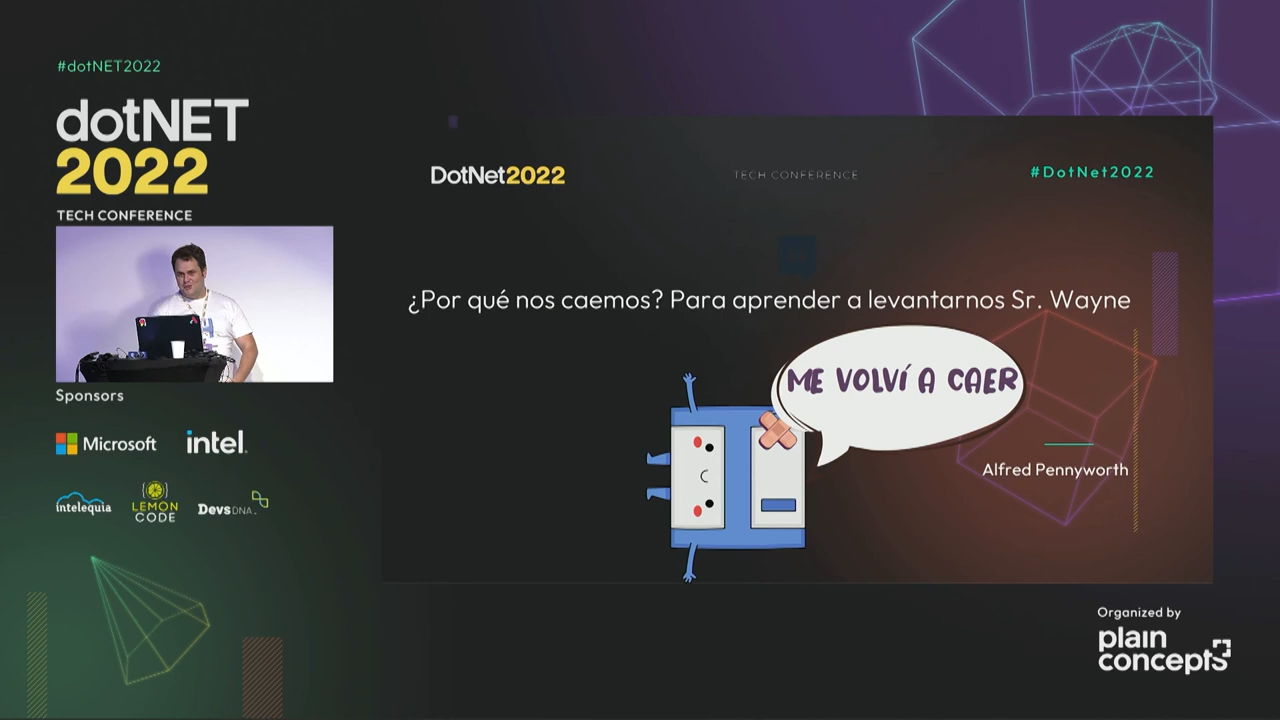 #dotNET2022
dotNET
2022
TECH CONFERENCE
Sponsors
Microsoft
intel.
intelequia
LEMON
CODE
DevsDNA.
DotNet2022
TECH CONFERENCE
#DotNet2022
¿Por qué nos caemos? Para aprender a levantarnos Sr. Wayne
ME VOLVÍ A CAER
Alfred Pennyworth
Organized by
plain
concepts